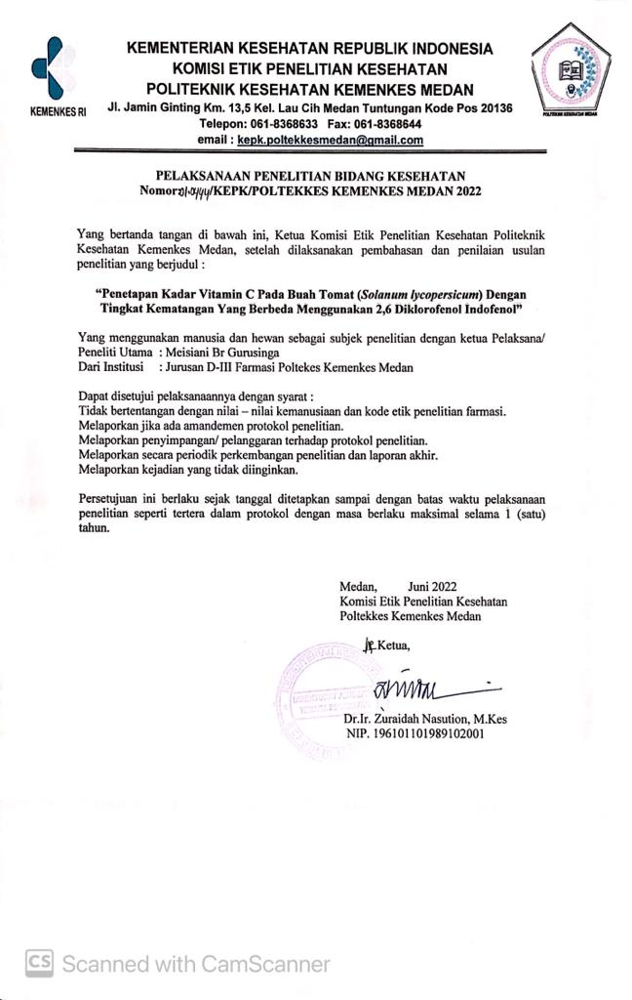 KEMENTERIAN KESEHATAN REPUBLIK INDONESIA
KOMISI ETIK PENELITIAN KESEHATAN
POLITEKNIK KESEHATAN KEMENKES MEDAN
KEMENKES RI
Jl. Jamin Ginting Km. 13,5 Kel. Lau Cih Medan Tuntungan Kode Pos 20136
Telepon: 061-8368633 Fax: 061-8368644
email : kepk.poltekkesmedan@gmail.com
POLITEKNIK KESEHATAN MEDAN
PELAKSANAAN PENELITIAN BIDANG KESEHATAN
Nomor: /KEPK/POLTEKKES KEMENKES MEDAN 2022
Yang bertanda tangan di bawah ini, Ketua Komisi Etik Penelitian Kesehatan Politeknik
Kesehatan Kemenkes Medan, setelah dilaksanakan pembahasan dan penilaian usulan
penelitian yang berjudul :
“Penetapan Kadar Vitamin C Pada Buah Tomat (Solanum lycopersicum) Dengan
Tingkat Kematangan Yang Berbeda Menggunakan 2,6 Diklorofenol Indofenol”
Yang menggunakan manusia dan hewan sebagai subjek penelitian dengan ketua Pelaksana/
Peneliti Utama : Meisiani Br Gurusinga
Dari Institusi : Jurusan D-III Farmasi Poltekes Kemenkes Medan
Dapat disetujui pelaksanaannya dengan syarat :
Tidak bertentangan dengan nilai – nilai kemanusiaan dan kode etik penelitian farmasi.
Melaporkan jika ada amandemen protokol penelitian.
Melaporkan penyimpangan/ pelanggaran terhadap protokol penelitian.
Melaporkan secara periodik perkembangan penelitian dan laporan akhir.
Melaporkan kejadian yang tidak diinginkan.
Persetujuan ini berlaku sejak tanggal ditetapkan sampai dengan batas waktu pelaksanaan
penelitian seperti tertera dalam protokol dengan masa berlaku maksimal selama 1 (satu)
tahun.
Medan, Juni 2022
Komisi Etik Penelitian Kesehatan
Poltekkes Kemenkes Medan
Ketua,
Dr.Ir. Zuraidah Nasution, M.Kes
NIP. 196101101989102001
CS Scanned with CamScanner